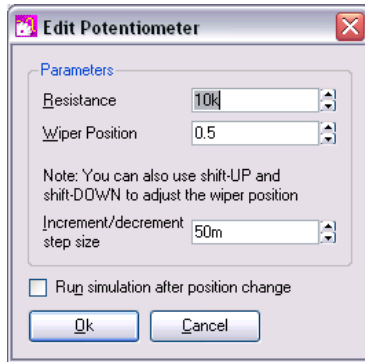 Edit Potentiometer
Parameters
Resistance 10k
Wiper Position 0.5
Note: You can also use shift-UP and
shift-DOWN to adjust the wiper position
Increment/decrement
step size 50m
Run simulation after position change
Ok Cancel